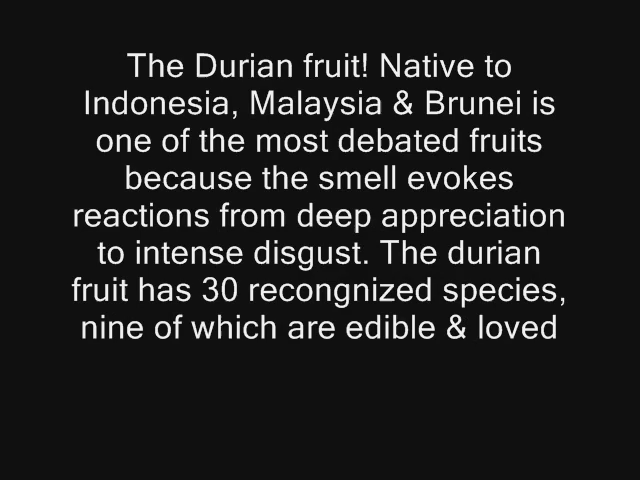 The Durian fruit! Native to
Indonesia, Malaysia & Brunei is
one of the most debated fruits
because the smell evokes
reactions from deep appreciation
to intense disgust. The durian
fruit has 30 recongnized species,
nine of which are edible & loved